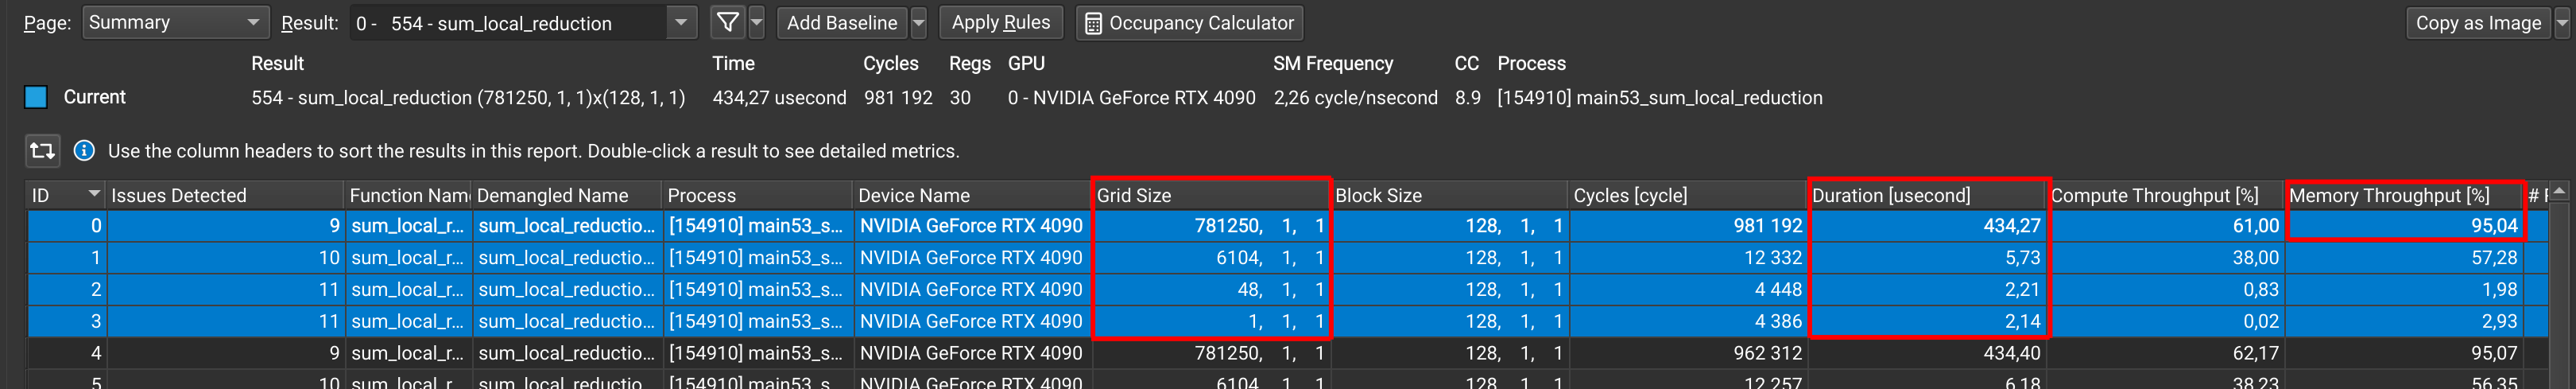 Page: Summary Result: 0 - 554 - sum_local_reduction Add Baseline Apply Rules Occupancy Calculator Copy as Image
Result Time Cycles Regs GPU SM Frequency CC Process
Current 554 - sum_local_reduction (781250, 1, 1)x(128, 1, 1) 434,27 usecond 981 192 30 0 - NVIDIA GeForce RTX 4090 2,26 cycle/nsecond 8.9 [154910] main53_sum_local_reduction
Use the column headers to sort the results in this report. Double-click a result to see detailed metrics.
ID Issues Detected Function Nam Demangled Name Process Device Name Grid Size Block Size Cycles [cycle] Duration [usecond] Compute Throughput [%] Memory Throughput [%] #
0 9 sum_local_r... sum_local_reductio... [154910] main53_s... NVIDIA GeForce RTX 4090 781250, 1, 1 128, 1, 1 981 192 434,27 61,00 95,04
1 10 sum_local_r... sum_local_reductio... [154910] main53_s... NVIDIA GeForce RTX 4090 6104, 1, 1 128, 1, 1 12 332 5,73 38,00 57,28
2 11 sum_local_r... sum_local_reductio... [154910] main53_s... NVIDIA GeForce RTX 4090 48, 1, 1 128, 1, 1 4 448 2,21 0,83 1,98
3 11 sum_local_r... sum_local_reductio... [154910] main53_s... NVIDIA GeForce RTX 4090 1, 1, 1 128, 1, 1 4 386 2,14 0,02 2,93
4 9 sum_local_r... sum_local_reductio... [154910] main53_s... NVIDIA GeForce RTX 4090 781250, 1, 1 128, 1, 1 962 312 434,40 62,17 95,07
5 10 sum_local_r... sum_local_reductio... [154910] main53_s... NVIDIA GeForce RTX 4090 6104, 1, 1 128, 1, 1 12 257 6,18 38,23 56,35